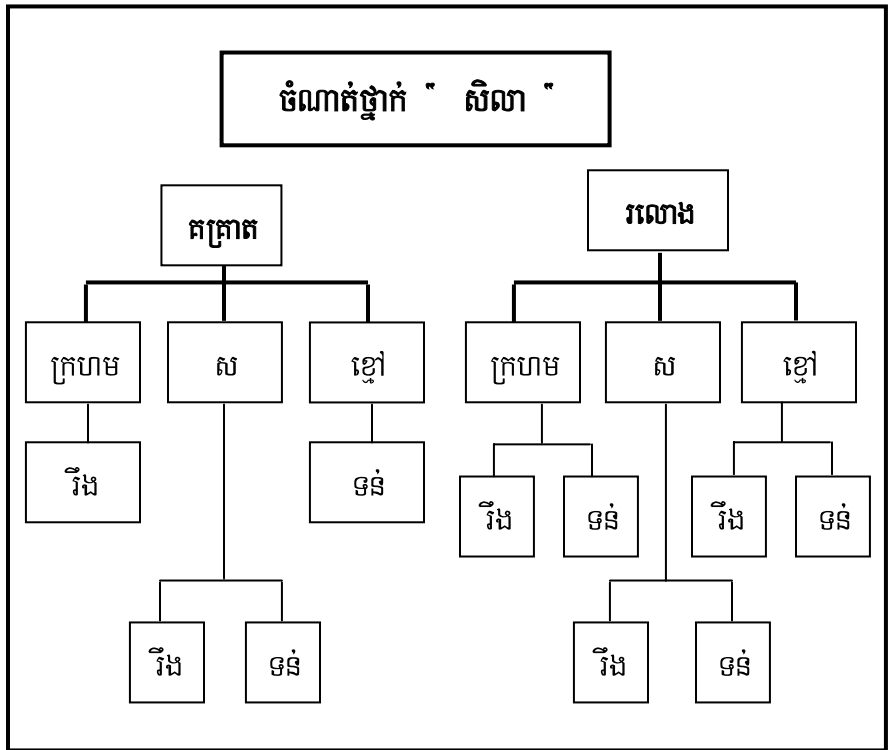 ចំណាត់ថ្នាក់ " សិលា "
គគ្រាត
រលោង
ក្រហម
ស
ខ្មៅ
ក្រហម
ស
ខ្មៅ
រឹង
ទន់
រឹង
ទន់
រឹង
ទន់
រឹង
ទន់
រឹង
ទន់